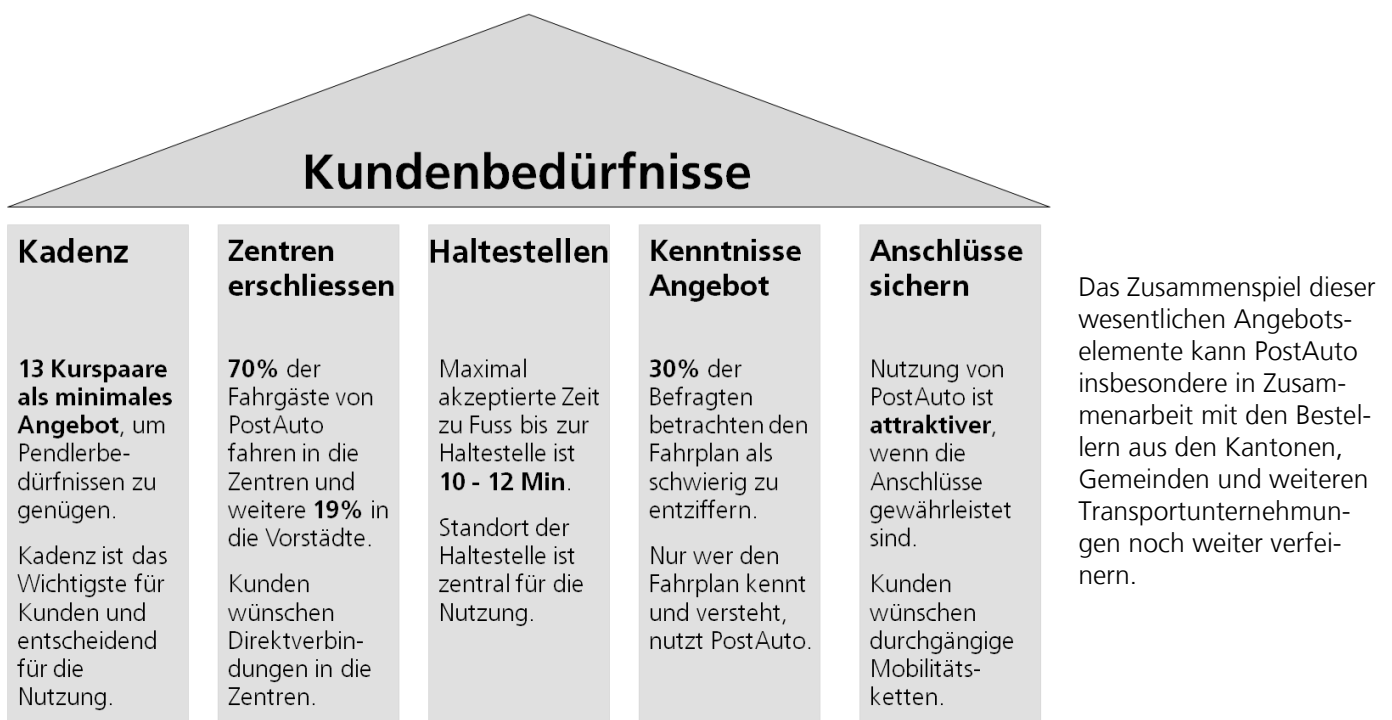 Kundenbedürfnisse
Kadenz
13 Kurspaare
als minimales
Angebot, um
Pendlerbe-
dürfnissen zu
genügen.
Kadenz ist das
Wichtigste für
Kunden und
entscheidend
für die
Nutzung.
Zentren
erschliessen
70% der
Fahrgäste von
PostAuto
fahren in die
Zentren und
weitere 19% in
die Vorstädte.
Kunden
wünschen
Direktverbin-
dungen in die
Zentren.
Haltestellen
Maximal
akzeptierte Zeit
zu Fuss bis zur
Haltestelle ist
10 - 12 Min.
Standort der
Haltestelle ist
zentral für die
Nutzung.
Kenntnisse
Angebot
30% der
Befragten
betrachten den
Fahrplan als
schwierig zu
entziffern.
Nur wer den
Fahrplan kennt
und versteht,
nutzt PostAuto.
Anschlüsse
sichern
Nutzung von
PostAuto ist
attraktiver,
wenn die
Anschlüsse
gewährleistet
sind.
Kunden
wünschen
durchgängige
Mobilitäts-
ketten.
Das Zusammenspiel dieser
wesentlichen Angebots-
elemente kann PostAuto
insbesondere in Zusam-
menarbeit mit den Bestel-
lern aus den Kantonen,
Gemeinden und weiteren
Transportunternehmun-
gen noch weiter verfei-
nern.